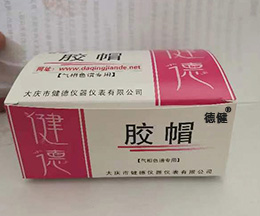 胶帽
网址:www.daqingjiande.net
【气相色谱专用】
大庆市健德仪器仪表有限公司
健德
德健®
胶帽
【气相色谱专用】
大庆市健德仪器仪表有限公司